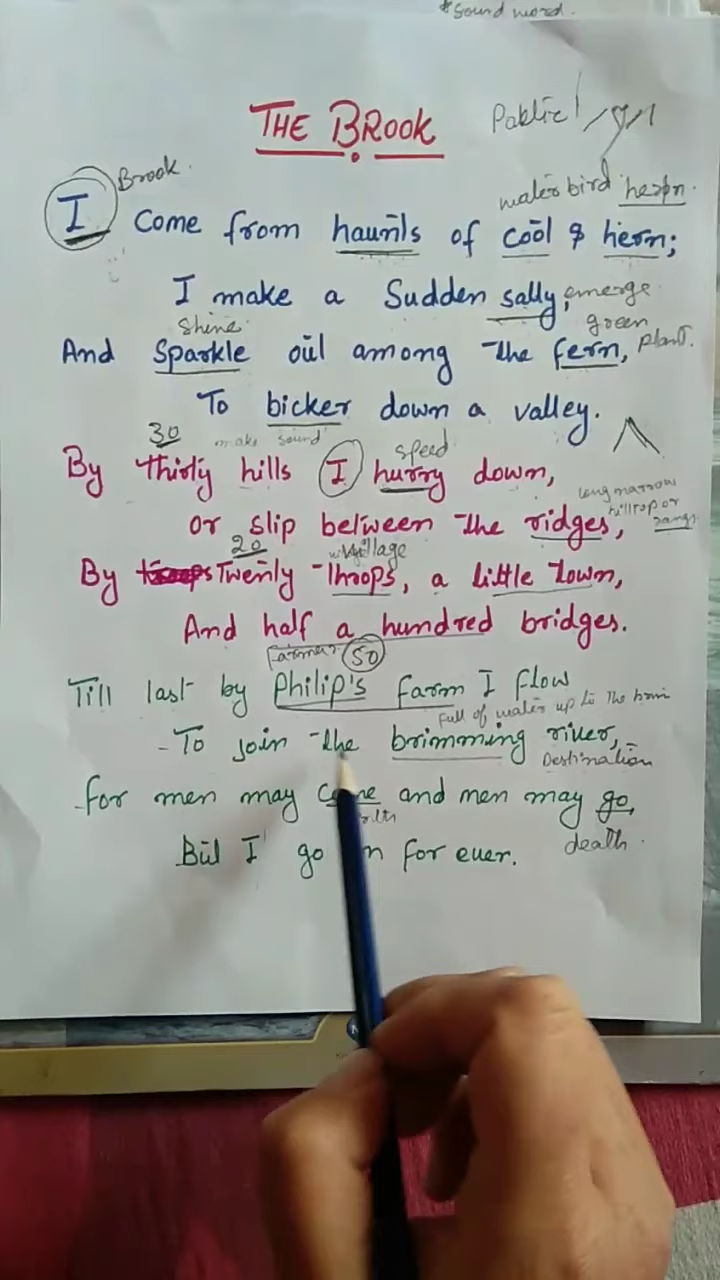 *Sound word.
THE BROOK
Brook.
water bird heron.
I Come from haunts of cool & hern;
I make a Sudden sally, emerge
Shine green
And Sparkle out among the fern, plant.
To bicker down a valley.
30 make sound speed
By thirty hills I hurry down,
long narrow
hilltop or
or slip between the ridges, range
20 village
By Twenty throps, a little town,
And half a hundred bridges.
farmer 50
Till last by Philip's farm I flow
full of water up to the brim
To join the brimming river,
Destination
for men may come and men may go,
death.
But I go on for ever.